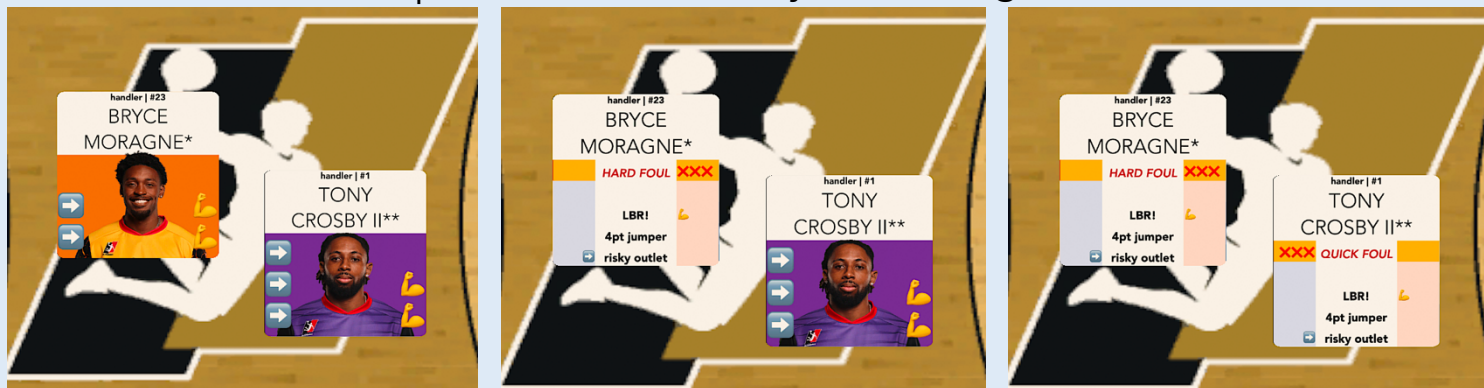 handler | #23
BRYCE
MORAGNE*
handler | #1
TONY
CROSBY II**
handler | #23
BRYCE
MORAGNE*
HARD FOUL XXX
LBR!
4pt jumper
risky outlet
handler | #1
TONY
CROSBY II**
handler | #23
BRYCE
MORAGNE*
HARD FOUL XXX
LBR!
4pt jumper
risky outlet
handler | #1
TONY
CROSBY II**
XXX QUICK FOUL
LBR!
4pt jumper
risky outlet